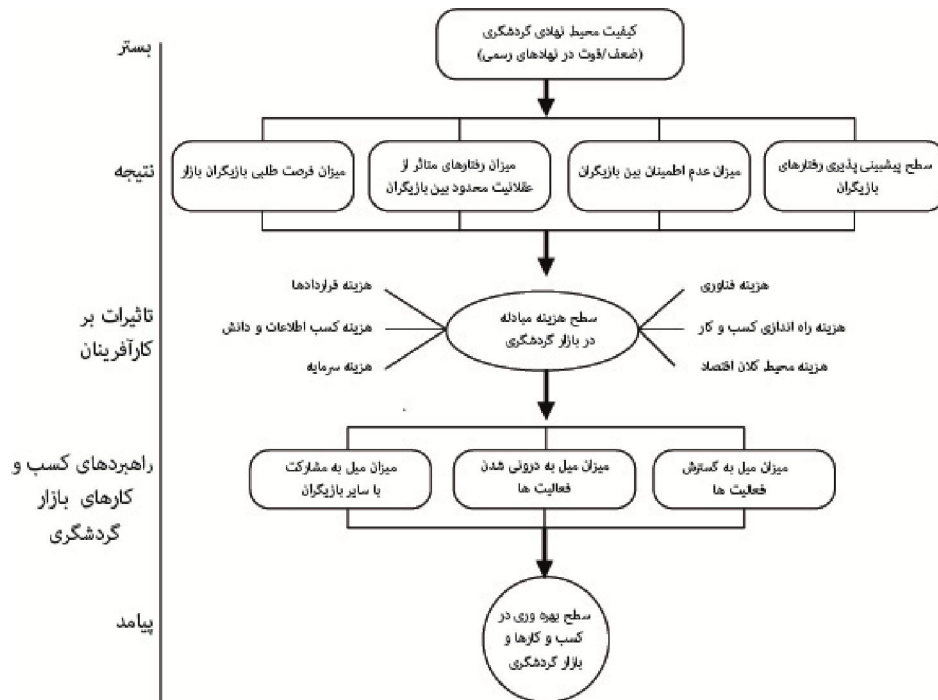 بستر
کیفیت محیط نهادی گردشگری
(ضعف/قوت در نهادهای رسمی)
نتیجه
سطح پیشبینی پذیری رفتارهای
بازیگران
میزان عدم اطمینان بین بازیگران
میزان رفتارهای متاثر از
عقلانیت محدود بین بازیگران
میزان فرصت طلبی بازیگران بازار
تاثیرات بر
کارآفرینان
هزینه فناوری
هزینه راه اندازی کسب و کار
هزینه محیط کلان اقتصاد
سطح هزینه مبادله
در بازار گردشگری
هزینه قراردادها
هزینه کسب اطلاعات و دانش
هزینه سرمایه
راهبردهای کسب و
کارهای بازار
گردشگری
میزان میل به گسترش
فعالیت ها
میزان میل به درونی شدن
فعالیت ها
میزان میل به مشارکت
با سایر بازیگران
پیامد
سطح بهره وری در
کسب و کارها و
بازار گردشگری